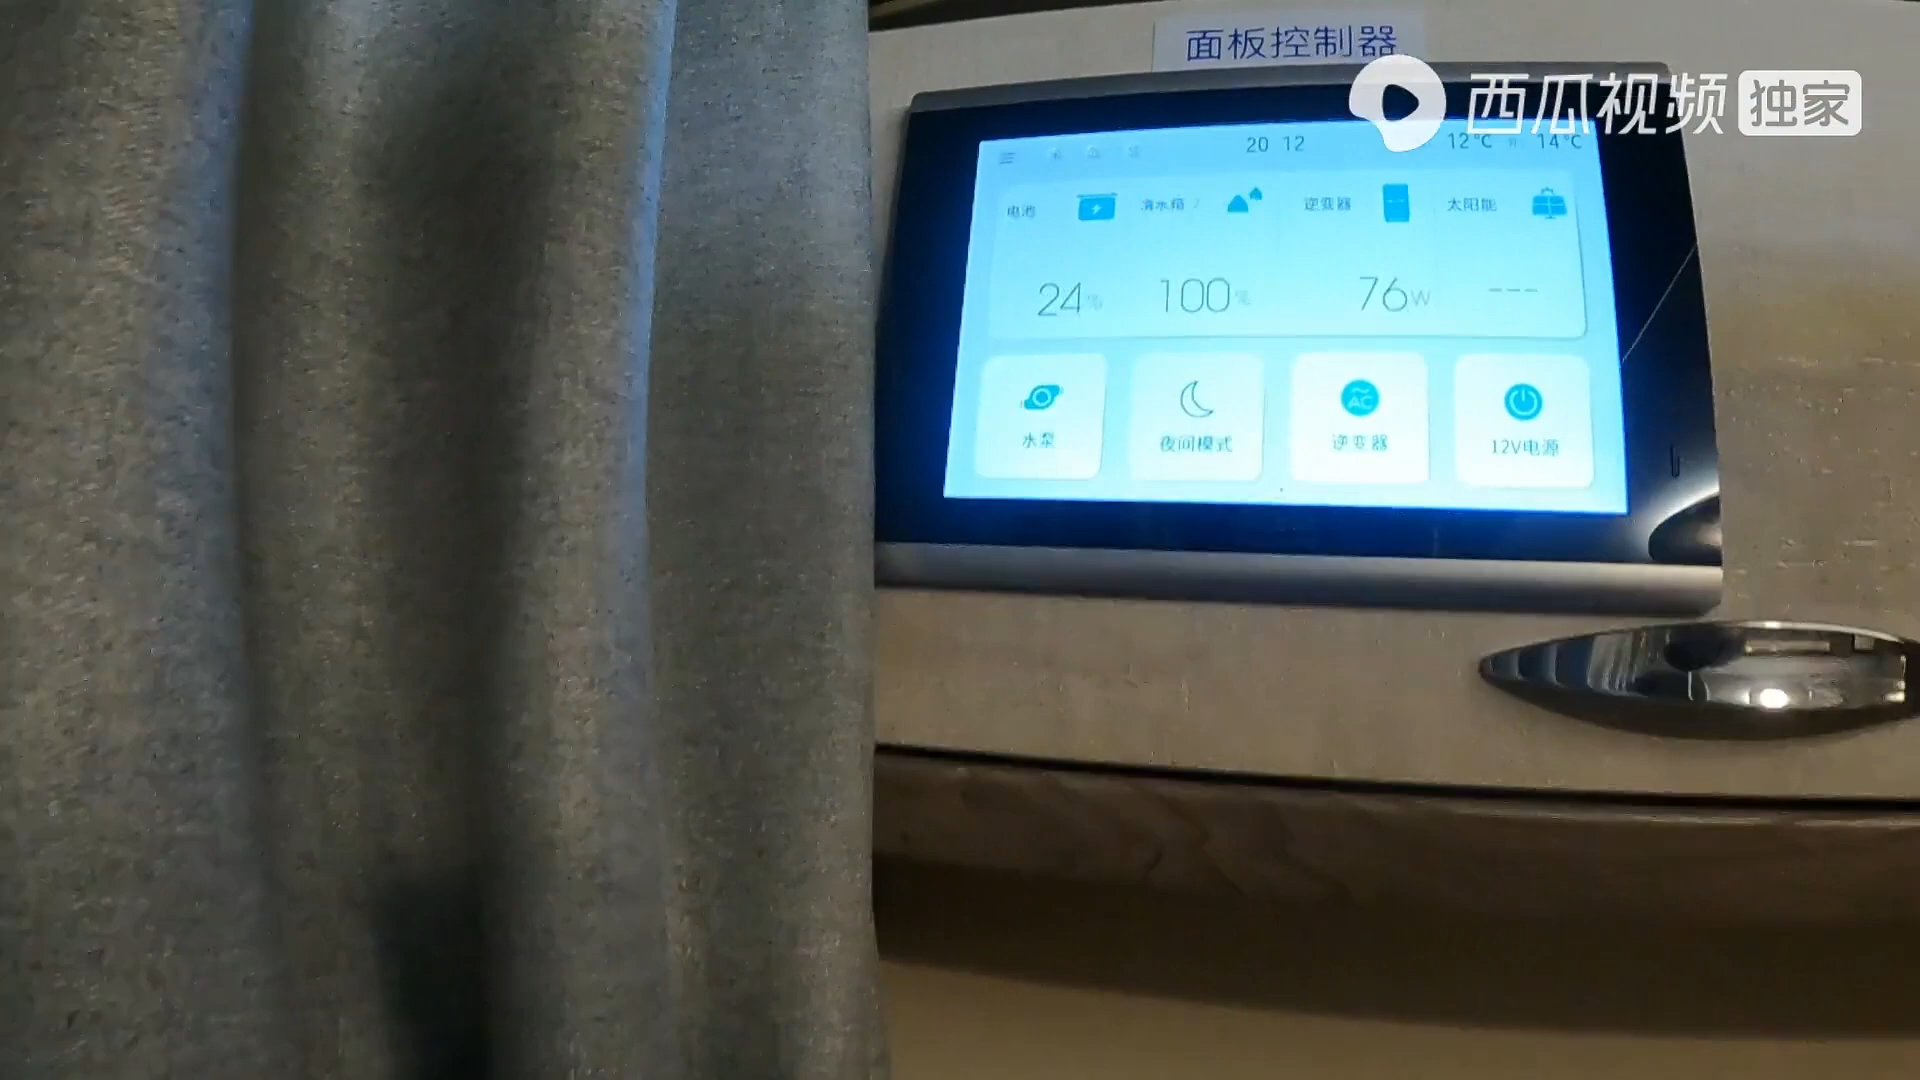 面板控制器
西瓜视频 独家
20 12 12℃ 14℃
电池 清水箱 逆变器 太阳能
24% 100% 76W ---
水泵 夜间模式 AC 逆变器 12V电源